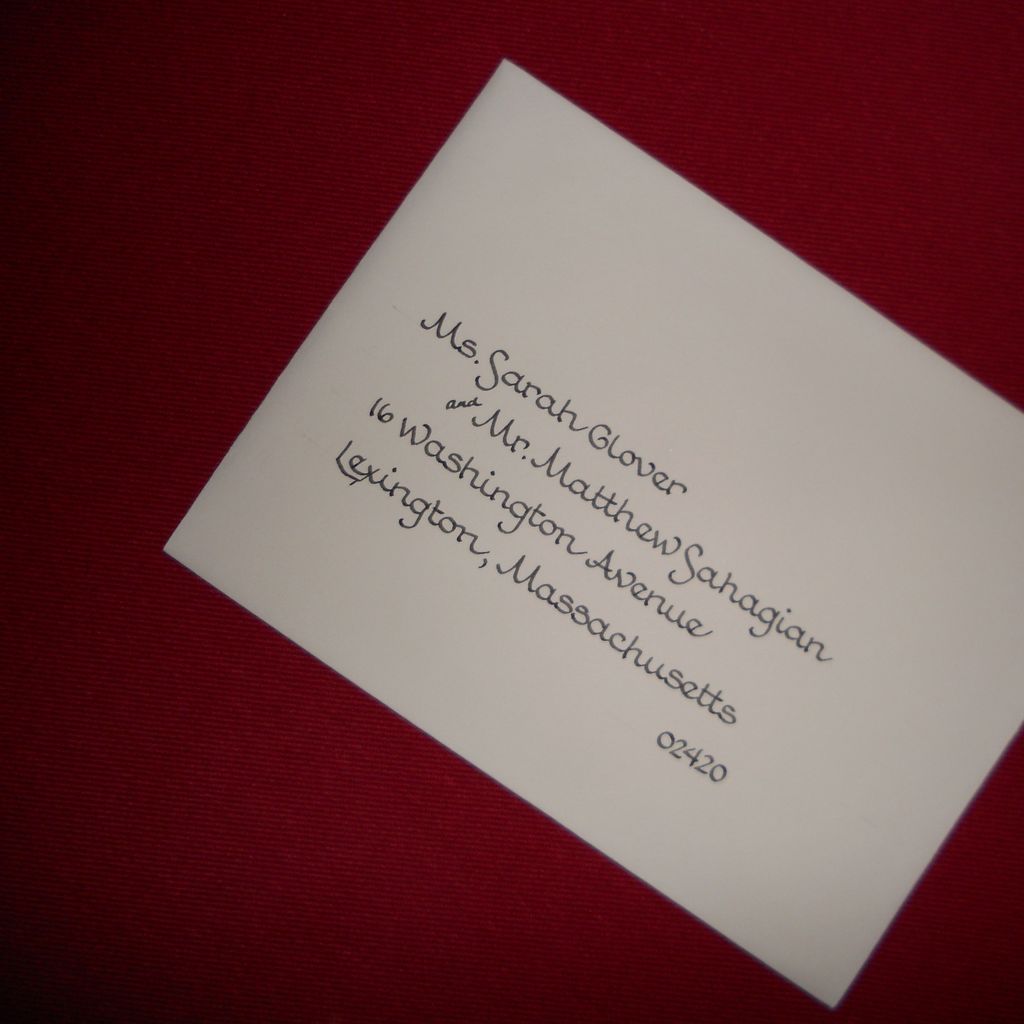 Ms. Sarah Glover
and Mr. Matthew Sahagian
16 Washington Avenue
Lexington, Massachusetts
02420